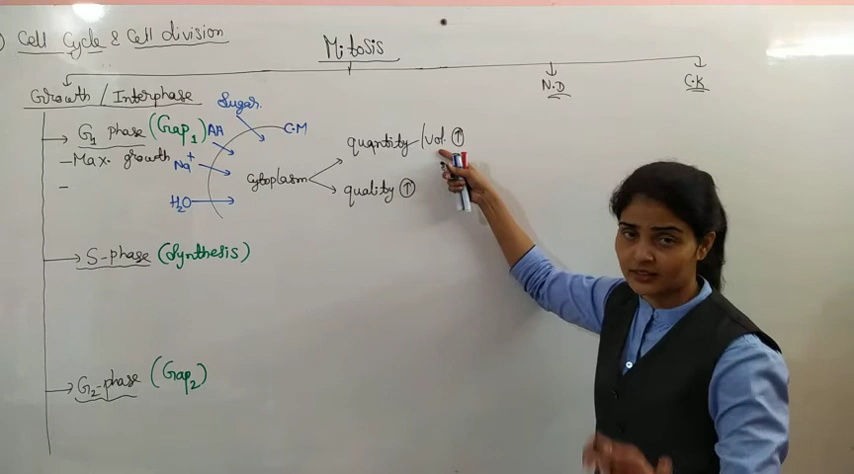 ) Cell Cycle & Cell division
Mitosis
Growth / Interphase
N.D
C.K
Sugar
G1 phase (Gap1)
AA
C.M
- Max. growth
Na+
quantity / Vol. ↑
Cytoplasm
quality ↑
H2O
-
S-phase (Synthesis)
G2-phase (Gap2)